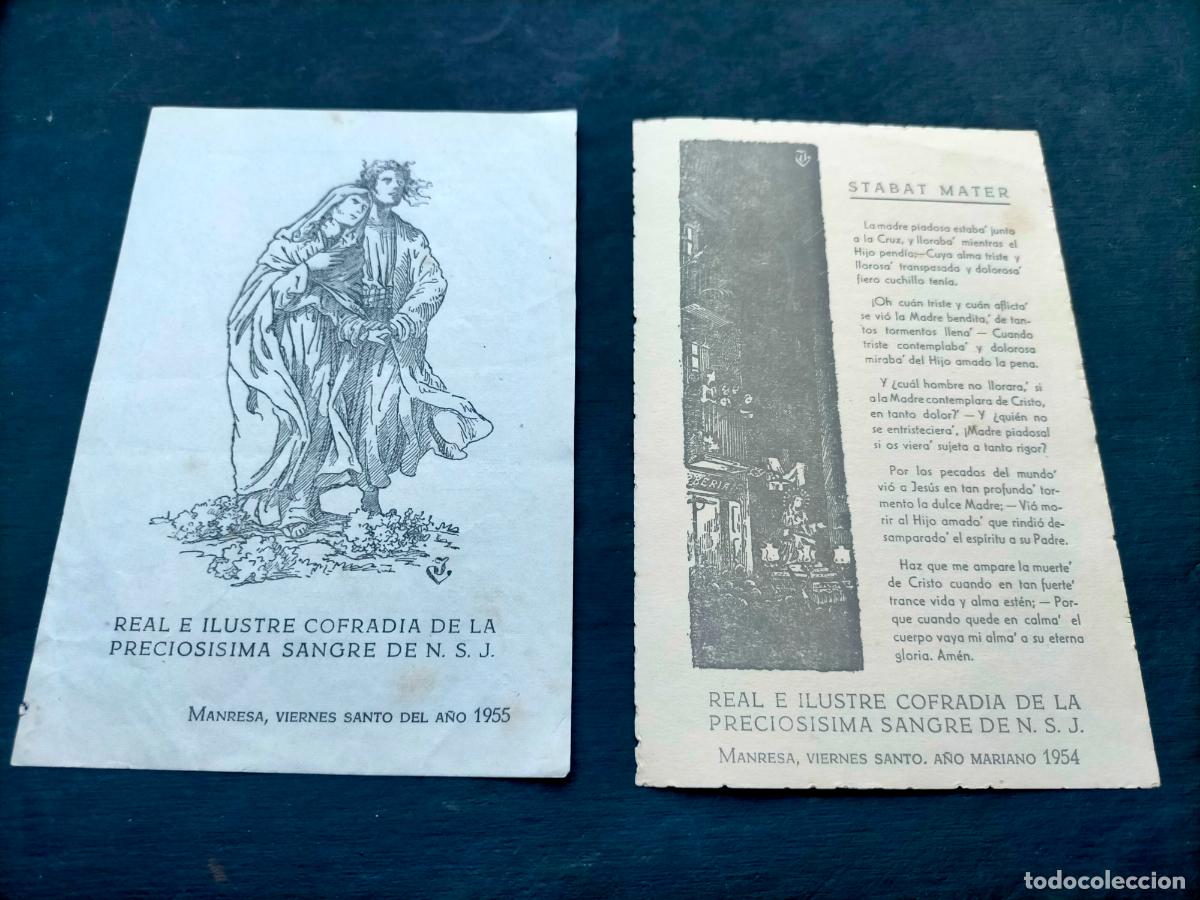 REAL E ILUSTRE COFRADIA DE LA
PRECIOSISIMA SANGRE DE N. S. J.
MANRESA, VIERNES SANTO DEL AÑO 1955
STABAT MATER
La madre piadosa estaba' junto
a la Cruz, y lloraba' mientras el
Hijo pendía;—Cuya alma triste y
llorosa' transpasada y dolorosa'
fiero cuchillo tenía.
¡Oh cuán triste y cuán aflicta'
se vió la Madre bendita,' de tan-
tos tormentos llena' — Cuando
triste contemplaba' y dolorosa
miraba' del Hijo amado la pena.
Y ¿cuál hombre no llorara,' si
a la Madre contemplara de Cristo,
en tanto dolor?' — Y ¿quién no
se entristeciera', ¡Madre piadosa!
si os viera' sujeta a tanto rigor?
Por los pecados del mundo'
vió a Jesús en tan profundo' tor-
mento la dulce Madre; — Vió mo-
rir al Hijo amado' que rindió de-
samparado' el espíritu a su Padre.
Haz que me ampare la muerte'
de Cristo cuando en tan fuerte'
trance vida y alma estén; — Por-
que cuando quede en calma' el
cuerpo vaya mi alma' a su eterna
gloria. Amén.
BERIA
REAL E ILUSTRE COFRADIA DE LA
PRECIOSISIMA SANGRE DE N. S. J.
MANRESA, VIERNES SANTO. AÑO MARIANO 1954
todocoleccion